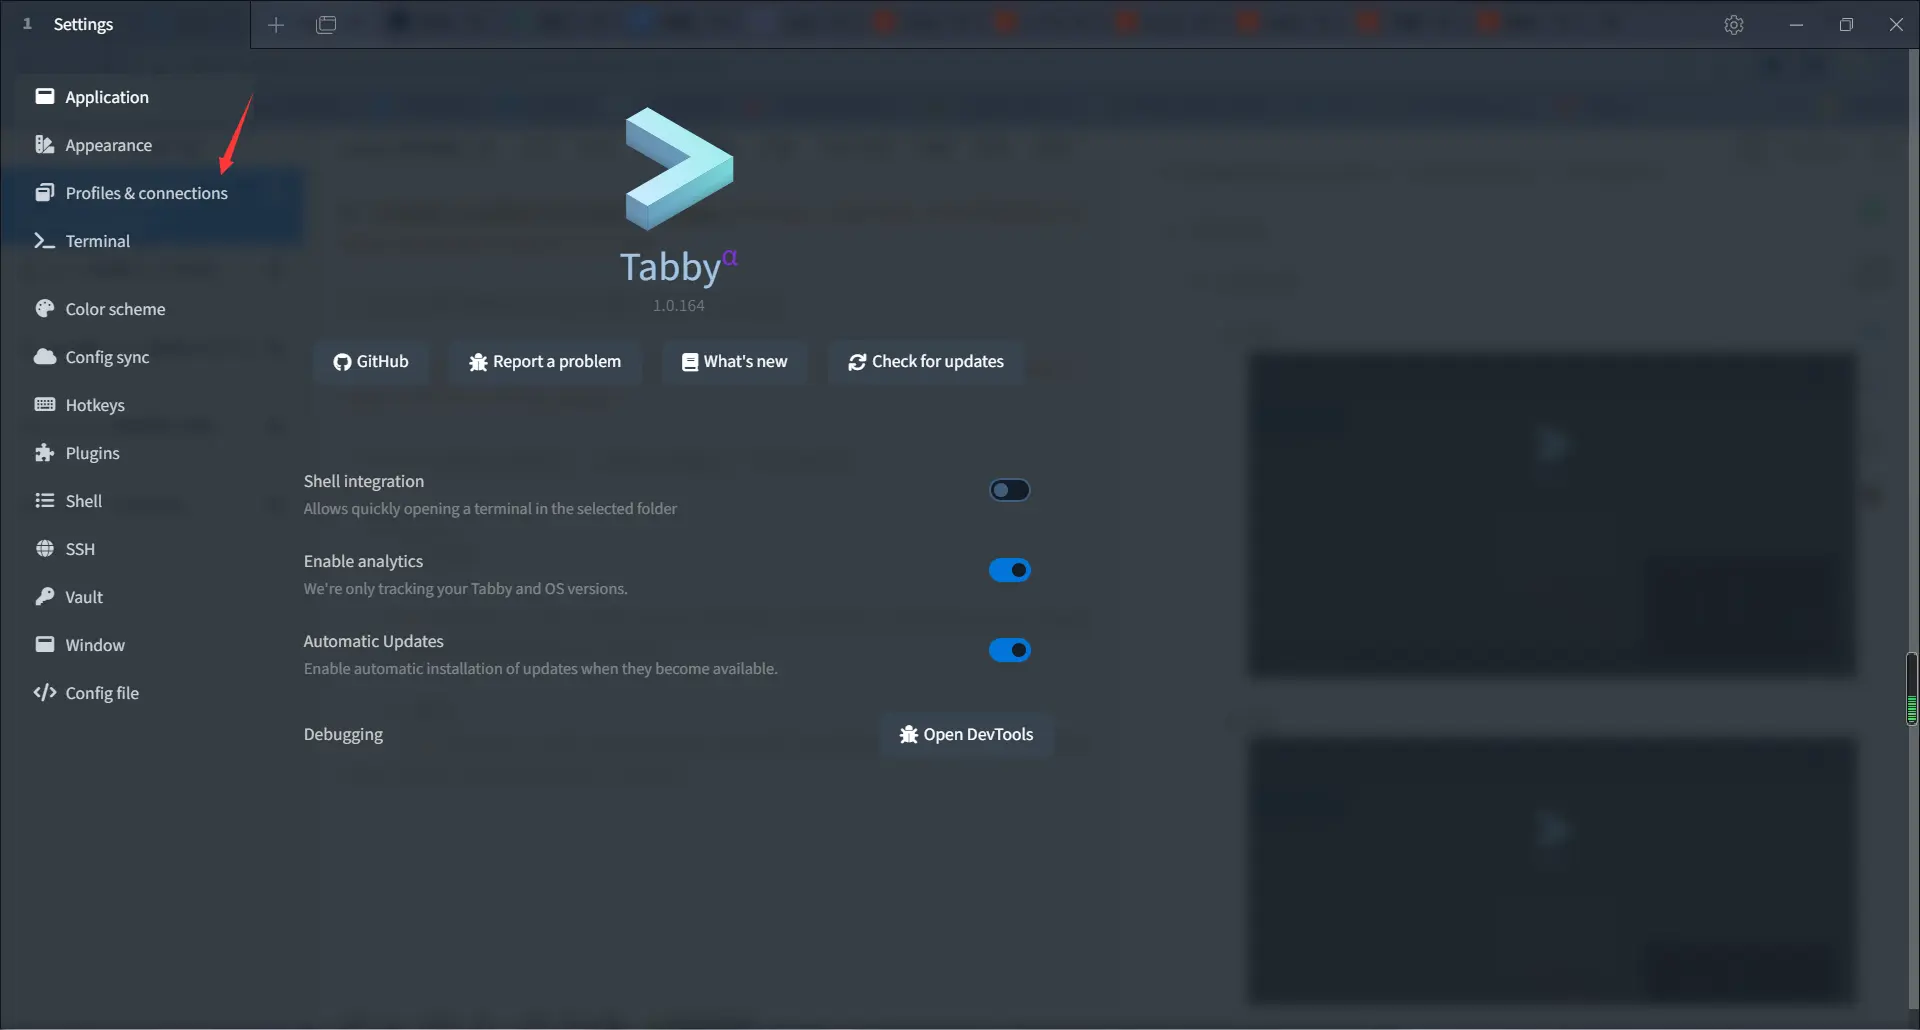 1 Settings
Application
Appearance
Profiles & connections
Terminal
Color scheme
Config sync
Hotkeys
Plugins
Shell
SSH
Vault
Window
Config file
Tabbyα
1.0.164
GitHub
Report a problem
What's new
Check for updates
Shell integration
Allows quickly opening a terminal in the selected folder
Enable analytics
We're only tracking your Tabby and OS versions.
Automatic Updates
Enable automatic installation of updates when they become available.
Debugging
Open DevTools